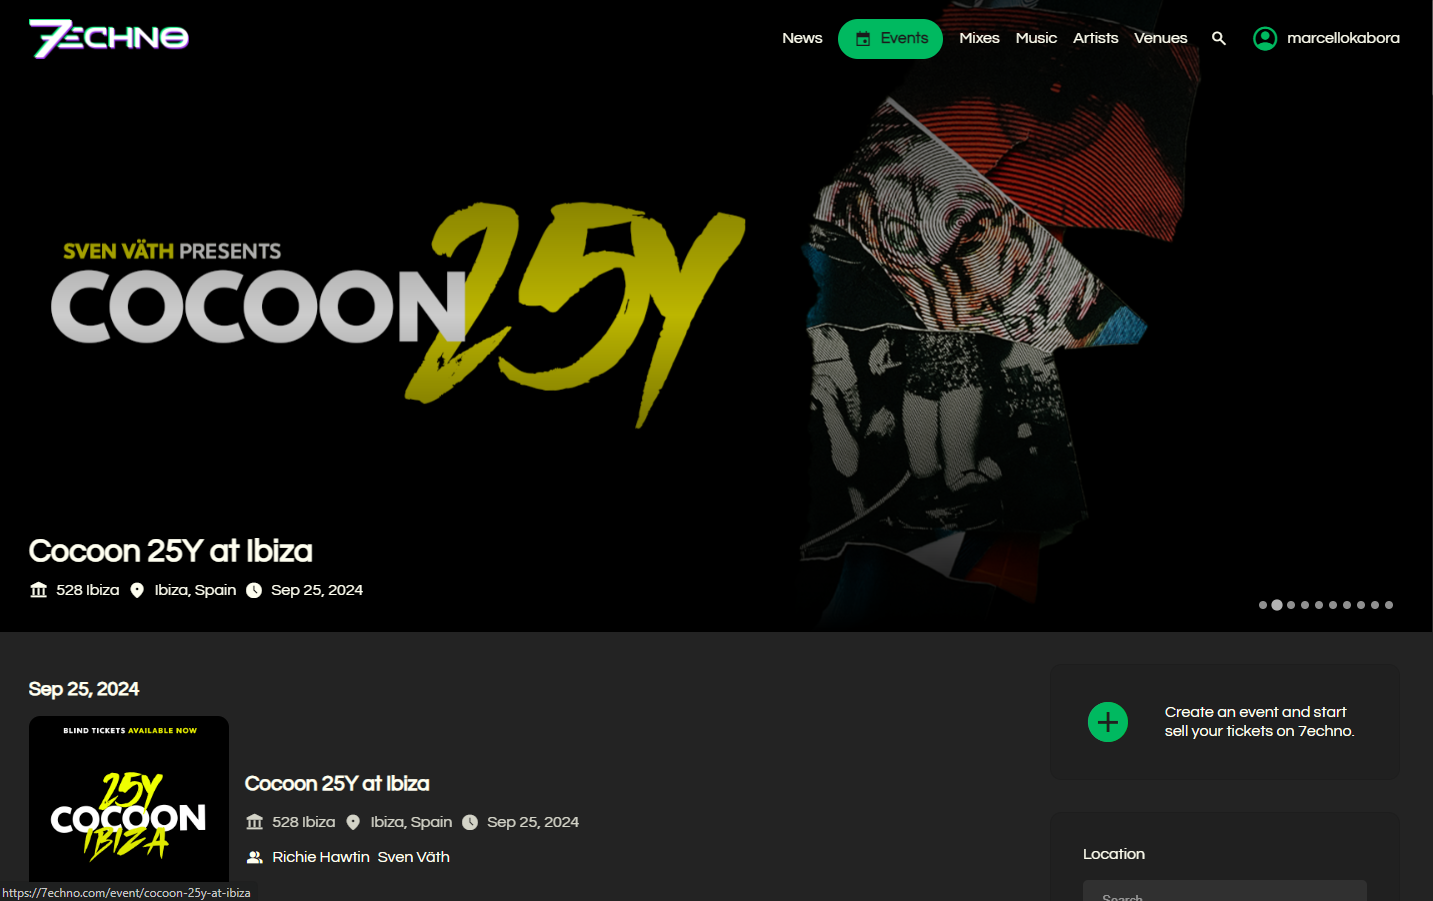 7ECHNO
News Events Mixes Music Artists Venues marcellokabora
SVEN VÄTH PRESENTS
COCOON 25Y
Cocoon 25Y at Ibiza
528 Ibiza Ibiza, Spain Sep 25, 2024
Sep 25, 2024
BLIND TICKETS AVAILABLE NOW
25Y
COCOON
IBIZA
Cocoon 25Y at Ibiza
528 Ibiza Ibiza, Spain Sep 25, 2024
Richie Hawtin Sven Väth
Create an event and start
sell your tickets on 7echno.
Location
Search
https://7echno.com/event/cocoon-25y-at-ibiza